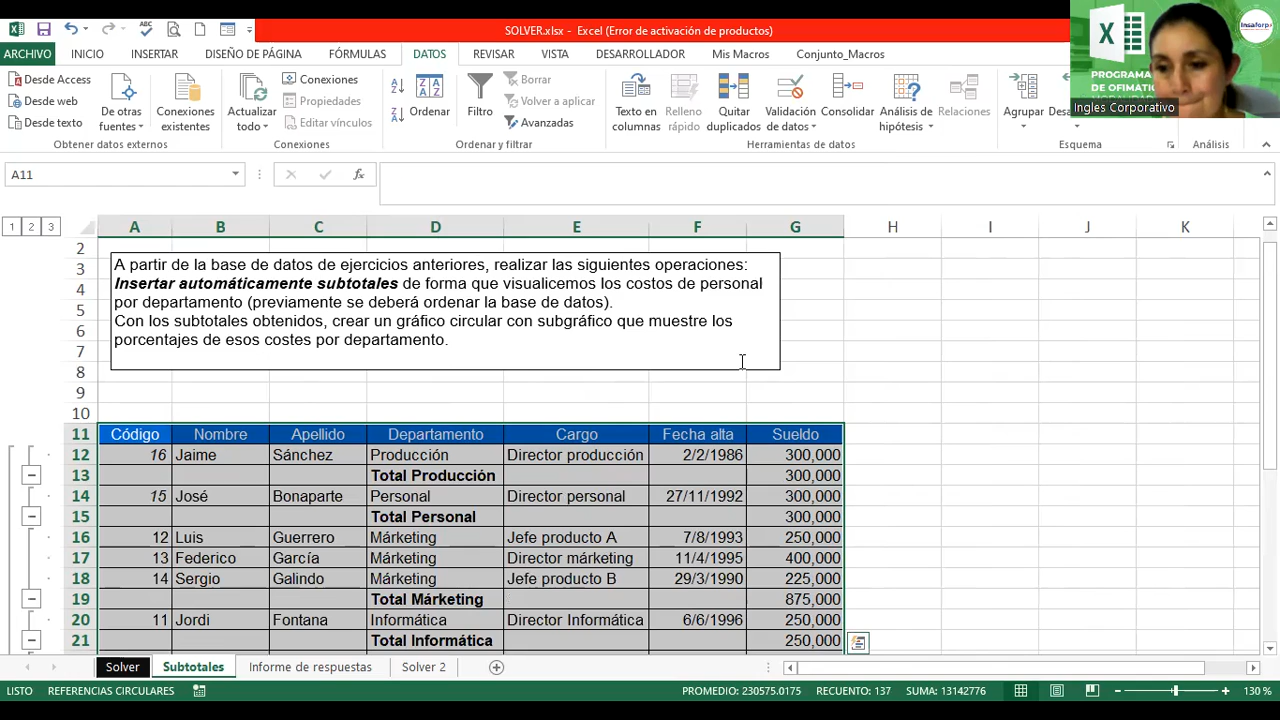 SOLVER.xlsx - Excel (Error de activación de productos)
ARCHIVO INICIO INSERTAR DISEÑO DE PÁGINA FÓRMULAS DATOS REVISAR VISTA DESARROLLADOR Mis Macros Conjunto_Macros
Desde Access
Desde web
Desde texto
De otras fuentes
Conexiones existentes
Obtener datos externos
Actualizar todo
Conexiones
Propiedades
Editar vínculos
Conexiones
Ordenar
Filtro
Borrar
Volver a aplicar
Avanzadas
Ordenar y filtrar
Texto en columnas
Relleno rápido
Quitar duplicados
Validación de datos
Consolidar
Análisis de hipótesis
Relaciones
Herramientas de datos
Agrupar
Esquema
Análisis
Insaforp
PROGRAMA
DE OFIMÁTI
Ingles Corporativo
A11
1 2 3
A B C D E F G H I J K
2
3
4
5
6
7
8
9
10
A partir de la base de datos de ejercicios anteriores, realizar las siguientes operaciones:
Insertar automáticamente subtotales de forma que visualicemos los costos de personal
por departamento (previamente se deberá ordenar la base de datos).
Con los subtotales obtenidos, crear un gráfico circular con subgráfico que muestre los
porcentajes de esos costes por departamento.
11 Código Nombre Apellido Departamento Cargo Fecha alta Sueldo
12 16 Jaime Sánchez Producción Director producción 2/2/1986 300,000
13 Total Producción 300,000
14 15 José Bonaparte Personal Director personal 27/11/1992 300,000
15 Total Personal 300,000
16 12 Luis Guerrero Márketing Jefe producto A 7/8/1993 250,000
17 13 Federico García Márketing Director márketing 11/4/1995 400,000
18 14 Sergio Galindo Márketing Jefe producto B 29/3/1990 225,000
19 Total Márketing 875,000
20 11 Jordi Fontana Informática Director Informática 6/6/1996 250,000
21 Total Informática 250,000
Solver Subtotales Informe de respuestas Solver 2
LISTO REFERENCIAS CIRCULARES PROMEDIO: 230575.0175 RECUENTO: 137 SUMA: 13142776 130 %